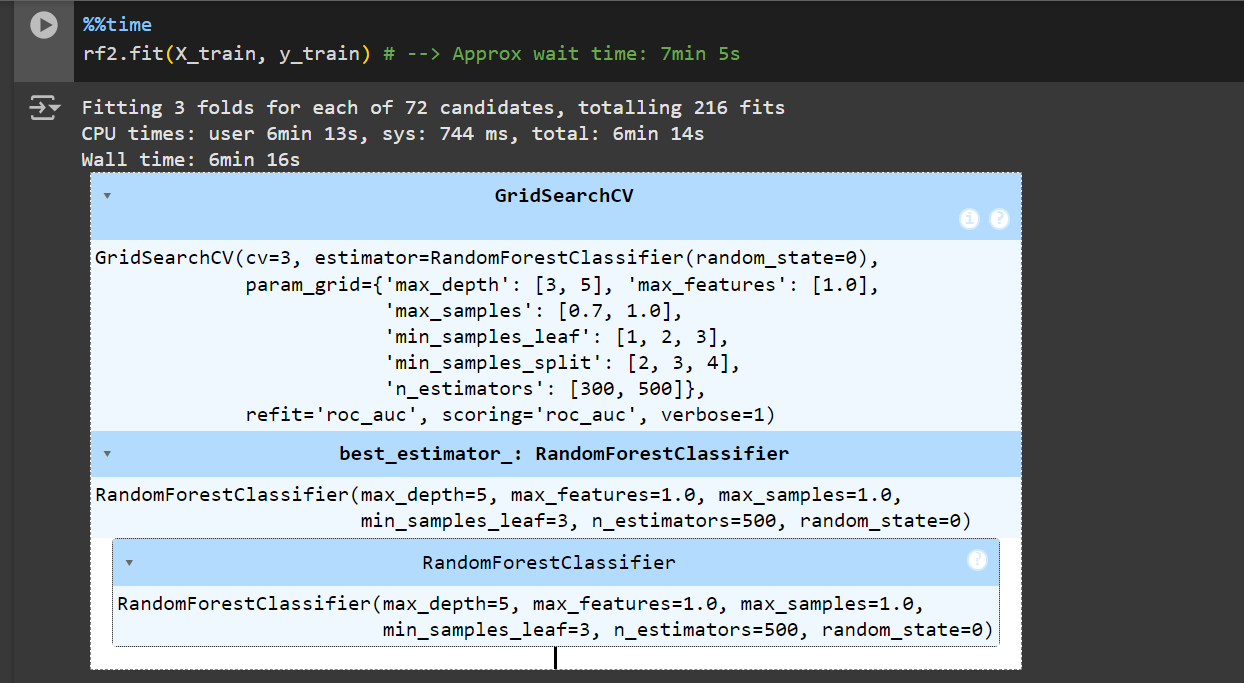 %%time
rf2.fit(X_train, y_train) # --> Approx wait time: 7min 5s
Fitting 3 folds for each of 72 candidates, totalling 216 fits
CPU times: user 6min 13s, sys: 744 ms, total: 6min 14s
Wall time: 6min 16s
GridSearchCV
i ?
GridSearchCV(cv=3, estimator=RandomForestClassifier(random_state=0),
param_grid={'max_depth': [3, 5], 'max_features': [1.0],
'max_samples': [0.7, 1.0],
'min_samples_leaf': [1, 2, 3],
'min_samples_split': [2, 3, 4],
'n_estimators': [300, 500]},
refit='roc_auc', scoring='roc_auc', verbose=1)
best_estimator_: RandomForestClassifier
RandomForestClassifier(max_depth=5, max_features=1.0, max_samples=1.0,
min_samples_leaf=3, n_estimators=500, random_state=0)
RandomForestClassifier
?
RandomForestClassifier(max_depth=5, max_features=1.0, max_samples=1.0,
min_samples_leaf=3, n_estimators=500, random_state=0)